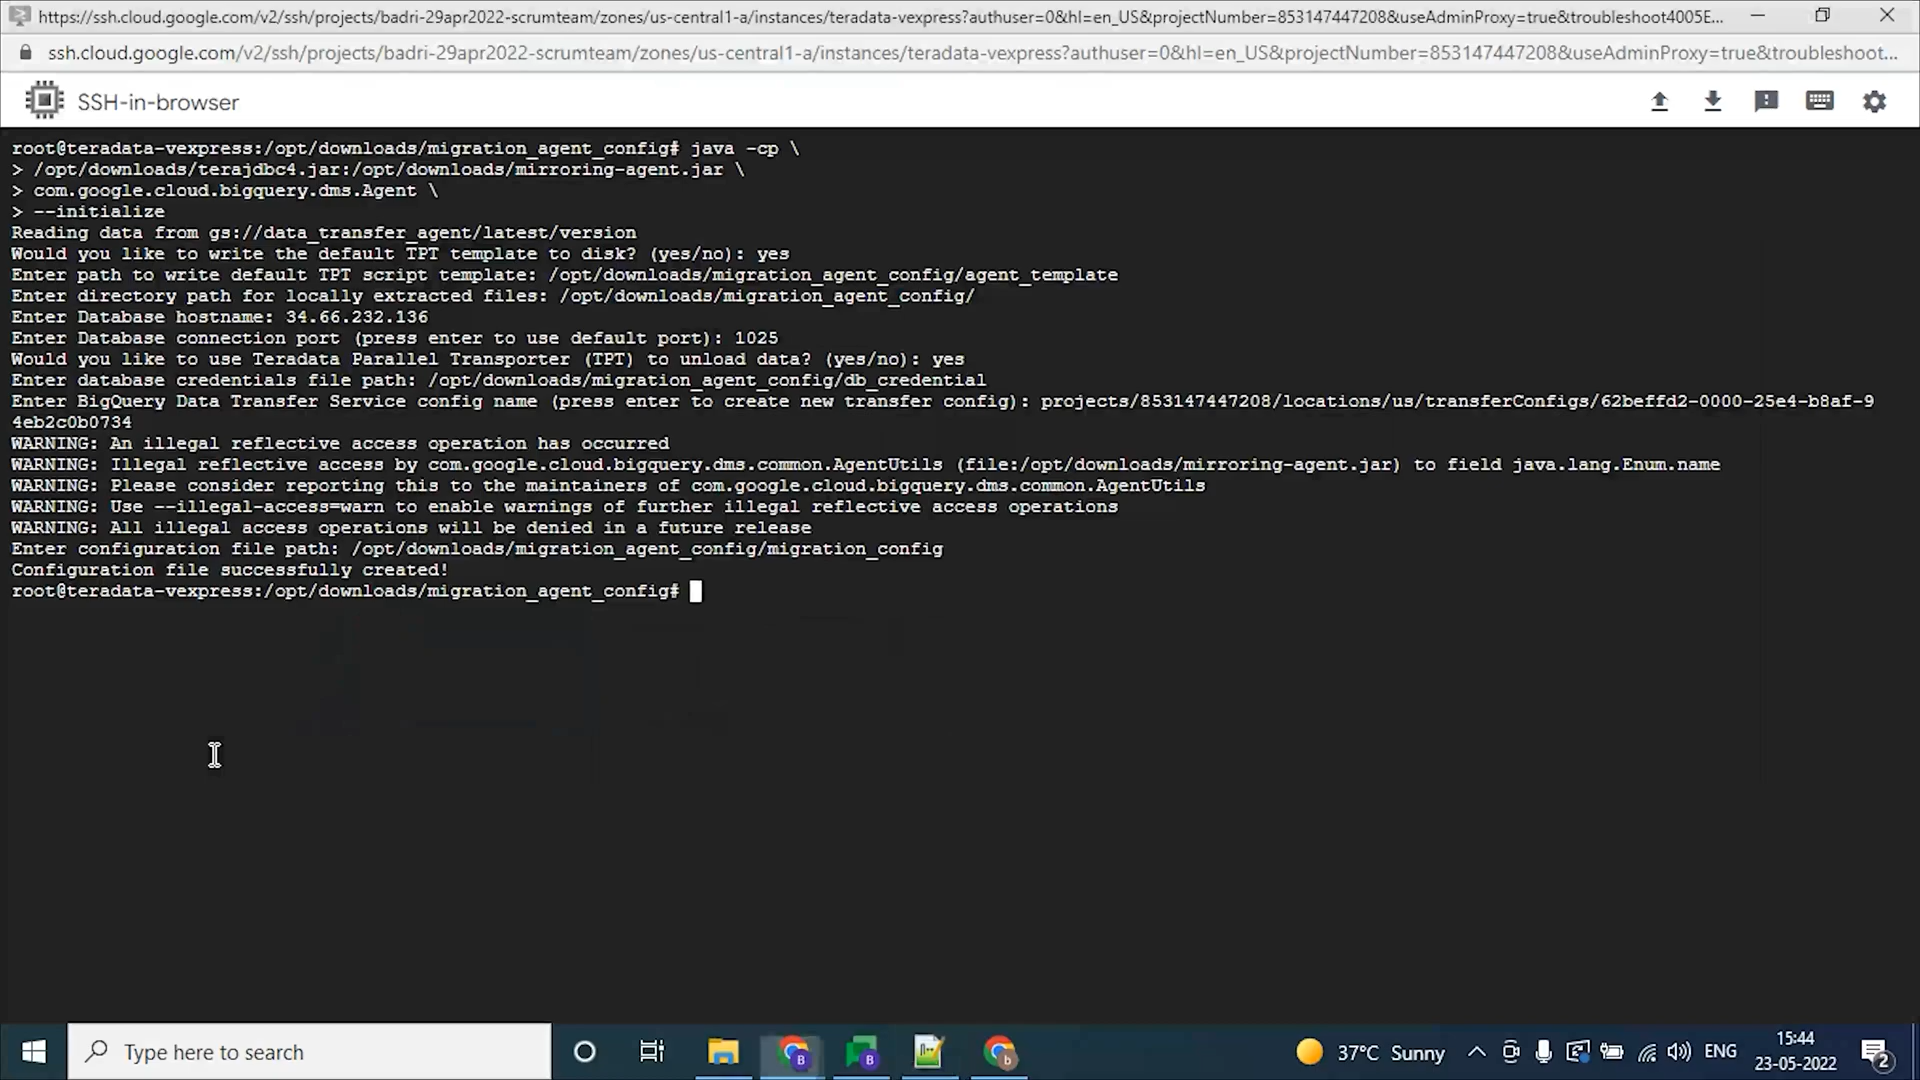 https://ssh.cloud.google.com/v2/ssh/projects/badri-29apr2022-scrumteam/zones/us-central1-a/instances/teradata-vexpress?authuser=0&hl=en_US&projectNumber=853147447208&useAdminProxy=true&troubleshoot4005E...
ssh.cloud.google.com/v2/ssh/projects/badri-29apr2022-scrumteam/zones/us-central1-a/instances/teradata-vexpress?authuser=0&hl=en_US&projectNumber=853147447208&useAdminProxy=true&troubleshoot...
SSH-in-browser
root@teradata-vexpress:/opt/downloads/migration_agent_config# java -cp \
> /opt/downloads/terajdbc4.jar:/opt/downloads/mirroring-agent.jar \
> com.google.cloud.bigquery.dms.Agent \
> --initialize
Reading data from gs://data_transfer_agent/latest/version
Would you like to write the default TPT template to disk? (yes/no): yes
Enter path to write default TPT script template: /opt/downloads/migration_agent_config/agent_template
Enter directory path for locally extracted files: /opt/downloads/migration_agent_config/
Enter Database hostname: 34.66.232.136
Enter Database connection port (press enter to use default port): 1025
Would you like to use Teradata Parallel Transporter (TPT) to unload data? (yes/no): yes
Enter database credentials file path: /opt/downloads/migration_agent_config/db_credential
Enter BigQuery Data Transfer Service config name (press enter to create new transfer config): projects/853147447208/locations/us/transferConfigs/62beffd2-0000-25e4-b8af-9
4eb2c0b0734
WARNING: An illegal reflective access operation has occurred
WARNING: Illegal reflective access by com.google.cloud.bigquery.dms.common.AgentUtils (file:/opt/downloads/mirroring-agent.jar) to field java.lang.Enum.name
WARNING: Please consider reporting this to the maintainers of com.google.cloud.bigquery.dms.common.AgentUtils
WARNING: Use --illegal-access=warn to enable warnings of further illegal reflective access operations
WARNING: All illegal access operations will be denied in a future release
Enter configuration file path: /opt/downloads/migration_agent_config/migration_config
Configuration file successfully created!
root@teradata-vexpress:/opt/downloads/migration_agent_config#
Type here to search
37°C Sunny
ENG
15:44
23-05-2022
2